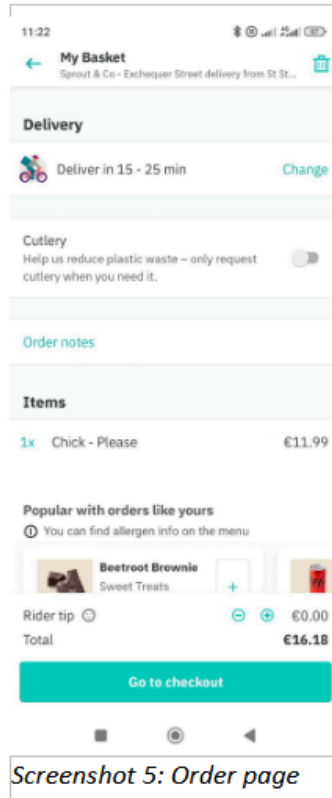 11:22
My Basket
Sprout & Co - Exchequer Street delivery from St St...
Delivery
Deliver in 15 - 25 min Change
Cutlery
Help us reduce plastic waste – only request
cutlery when you need it.
Order notes
Items
1x Chick - Please €11.99
Popular with orders like yours
You can find allergen info on the menu
Beetroot Brownie
Sweet Treats
Rider tip €0.00
Total €16.18
Go to checkout
Screenshot 5: Order page